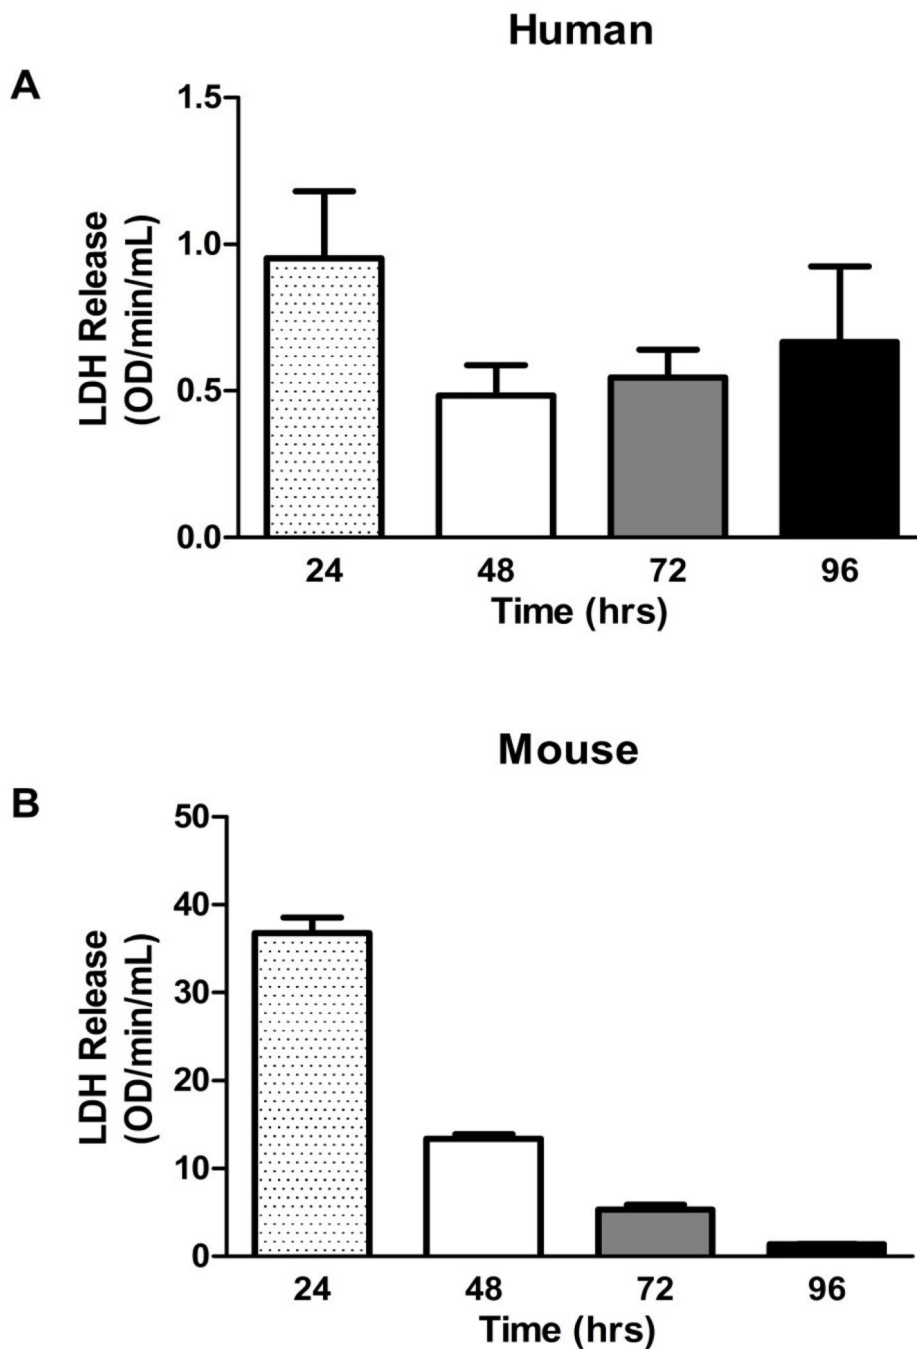 Human
A
1.5
1.0
0.5
0.0
LDH Release
(OD/min/mL)
24 48 72 96
Time (hrs)
Mouse
B
50
40
30
20
10
0
LDH Release
(OD/min/mL)
24 48 72 96
Time (hrs)